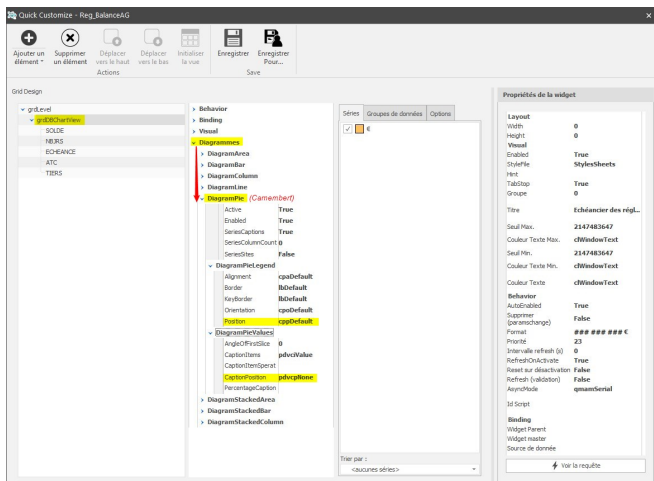 Quick Customize - Reg_BalanceAG
Ajouter un élément
Supprimer un élément
Déplacer vers le haut
Déplacer vers le bas
Initialiser la vue
Enregistrer
Enregistrer Pour...
Actions
Save
Grid Design
grdLevel
grdDBChartView
SOLDE
NBJRS
ECHEANCE
ATC
TIERS
Behavior
Binding
Visual
Diagrammes
DiagramArea
DiagramBar
DiagramColumn
DiagramLine
DiagramPie (Camembert)
Active True
Enabled True
SeriesCaptions True
SeriesColumnCount 0
SeriesSites False
DiagramPieLegend
Alignment cpaDefault
Border lbDefault
KeyBorder lbDefault
Orientation cpoDefault
Position cppDefault
DiagramPieValues
AngleOfFirstSlice 0
CaptionItems pdvciValue
CaptionItemSperat
CaptionPosition pdvcpNone
PercentageCaption
DiagramStackedArea
DiagramStackedBar
DiagramStackedColumn
Séries Groupes de données Options
€
Trier par :
<aucunes séries>
Propriétés de la widget
Layout
Width 0
Height 0
Visual
Enabled True
StyleFile StylesSheets
Hint
TabStop True
Groupe 0
Titre Echéancier des régl...
Seuil Max. 2147483647
Couleur Texte Max. clWindowText
Seuil Min. 2147483647
Couleur Texte Min. clWindowText
Couleur Texte clWindowText
Behavior
AutoEnabled True
Supprimer (paramschange) False
Format ### ### ### €
Priorité 23
Intervalle refresh (s) 0
RefreshOnActivate True
Reset sur désactivation False
Refresh (validation) False
AsyncMode qmamSerial
Id Script
Binding
Widget Parent
Widget master
Source de donnée
Voir la requête